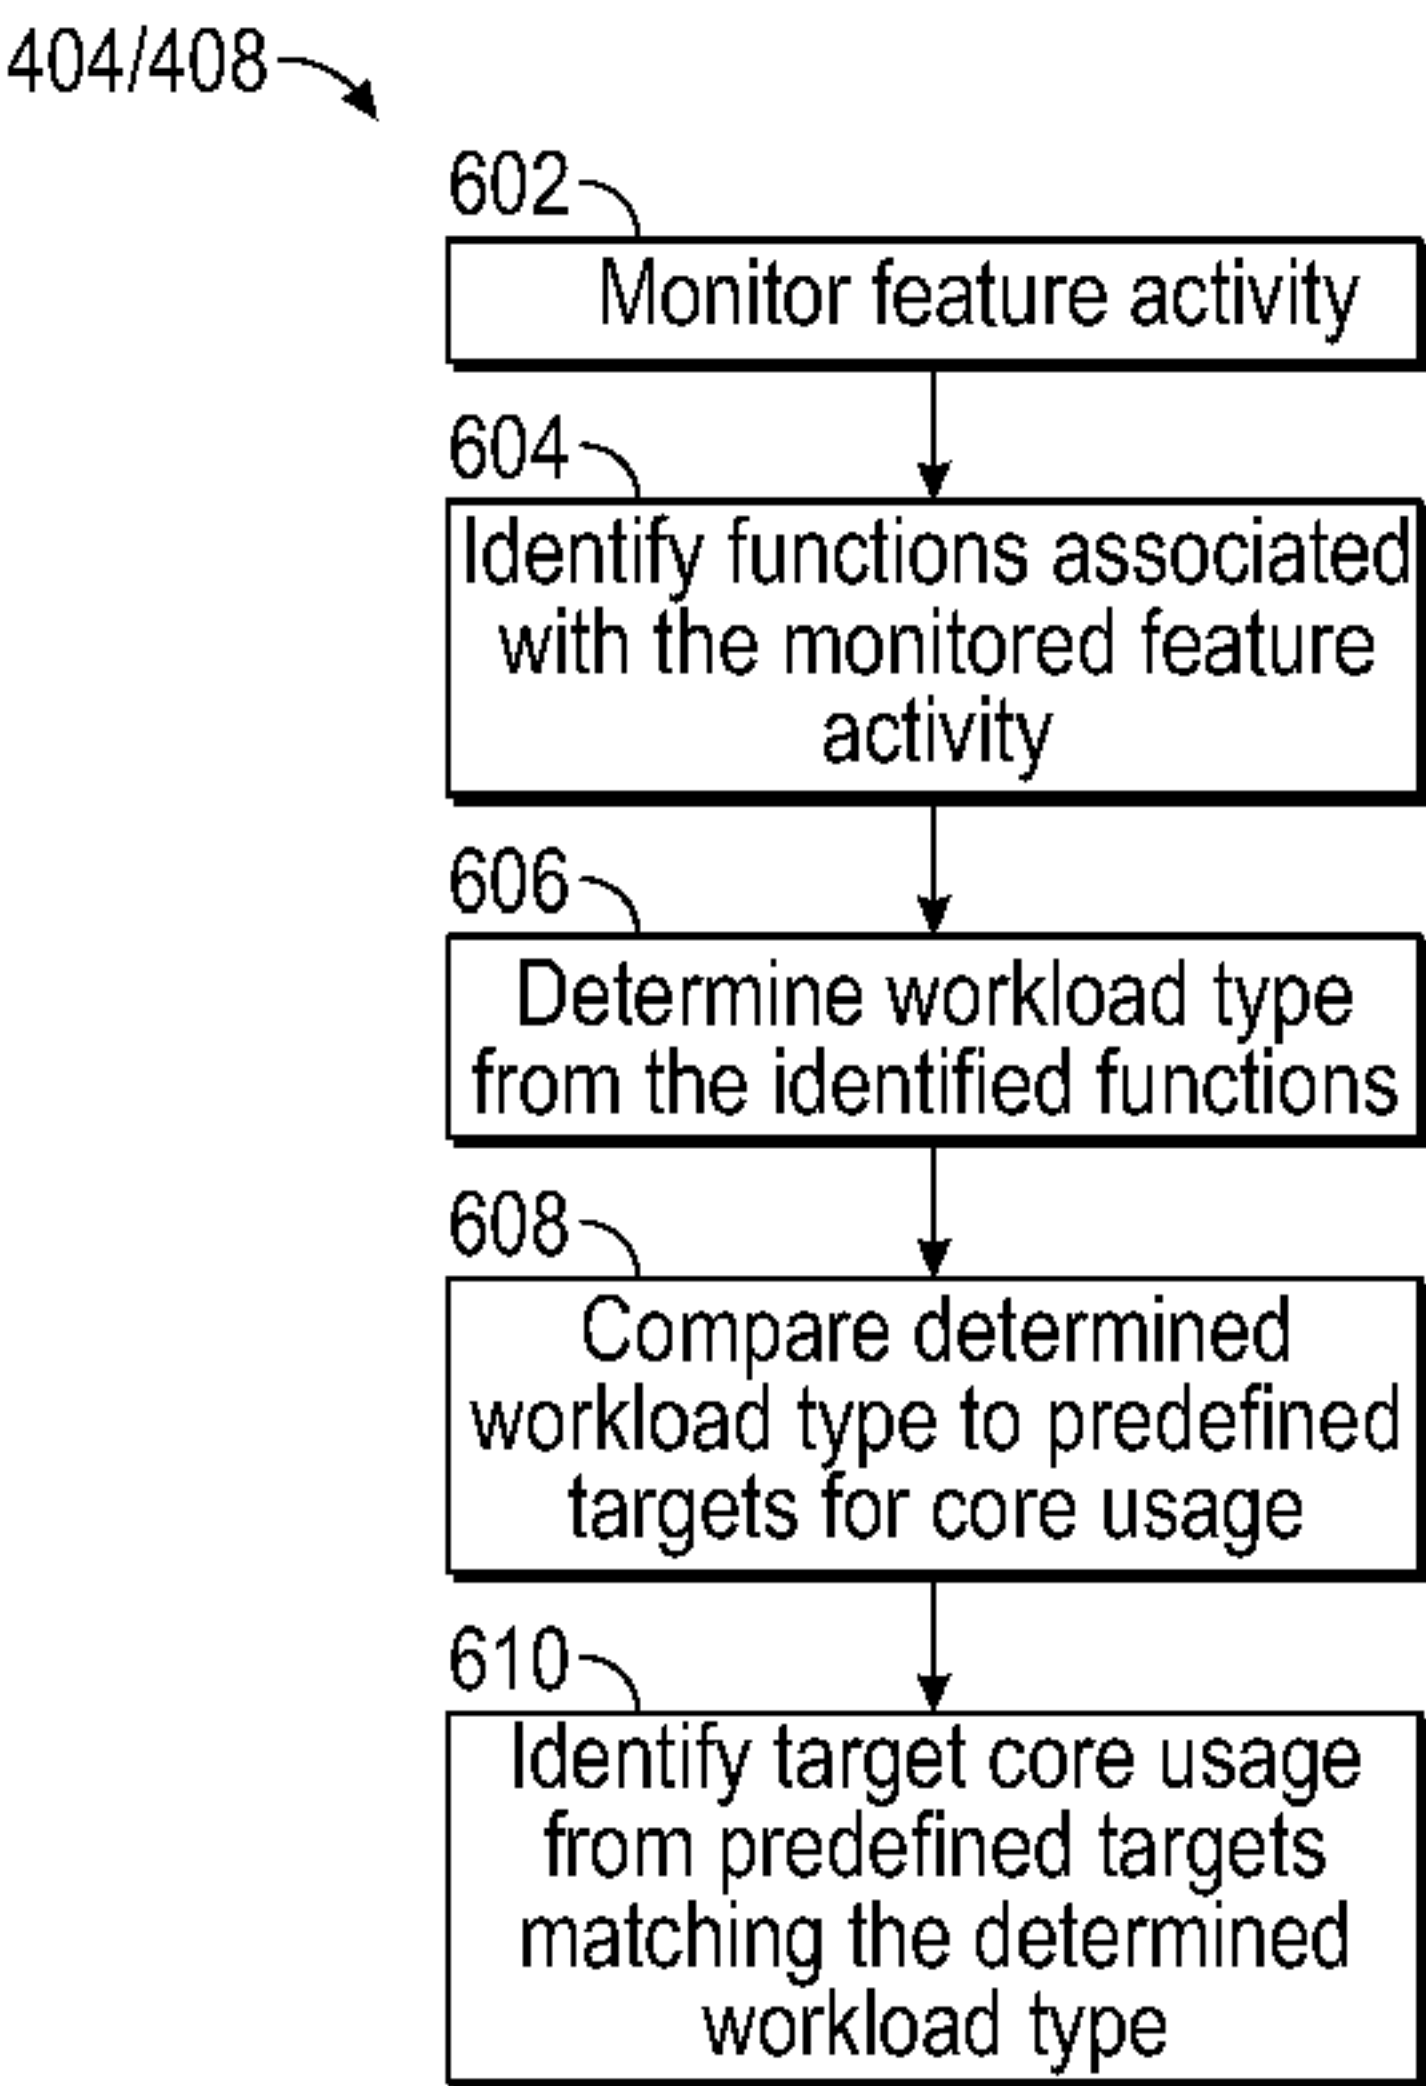 404/408
602
Monitor feature activity
604
Identify functions associated
with the monitored feature
activity
606
Determine workload type
from the identified functions
608
Compare determined
workload type to predefined
targets for core usage
610
Identify target core usage
from predefined targets
matching the determined
workload type